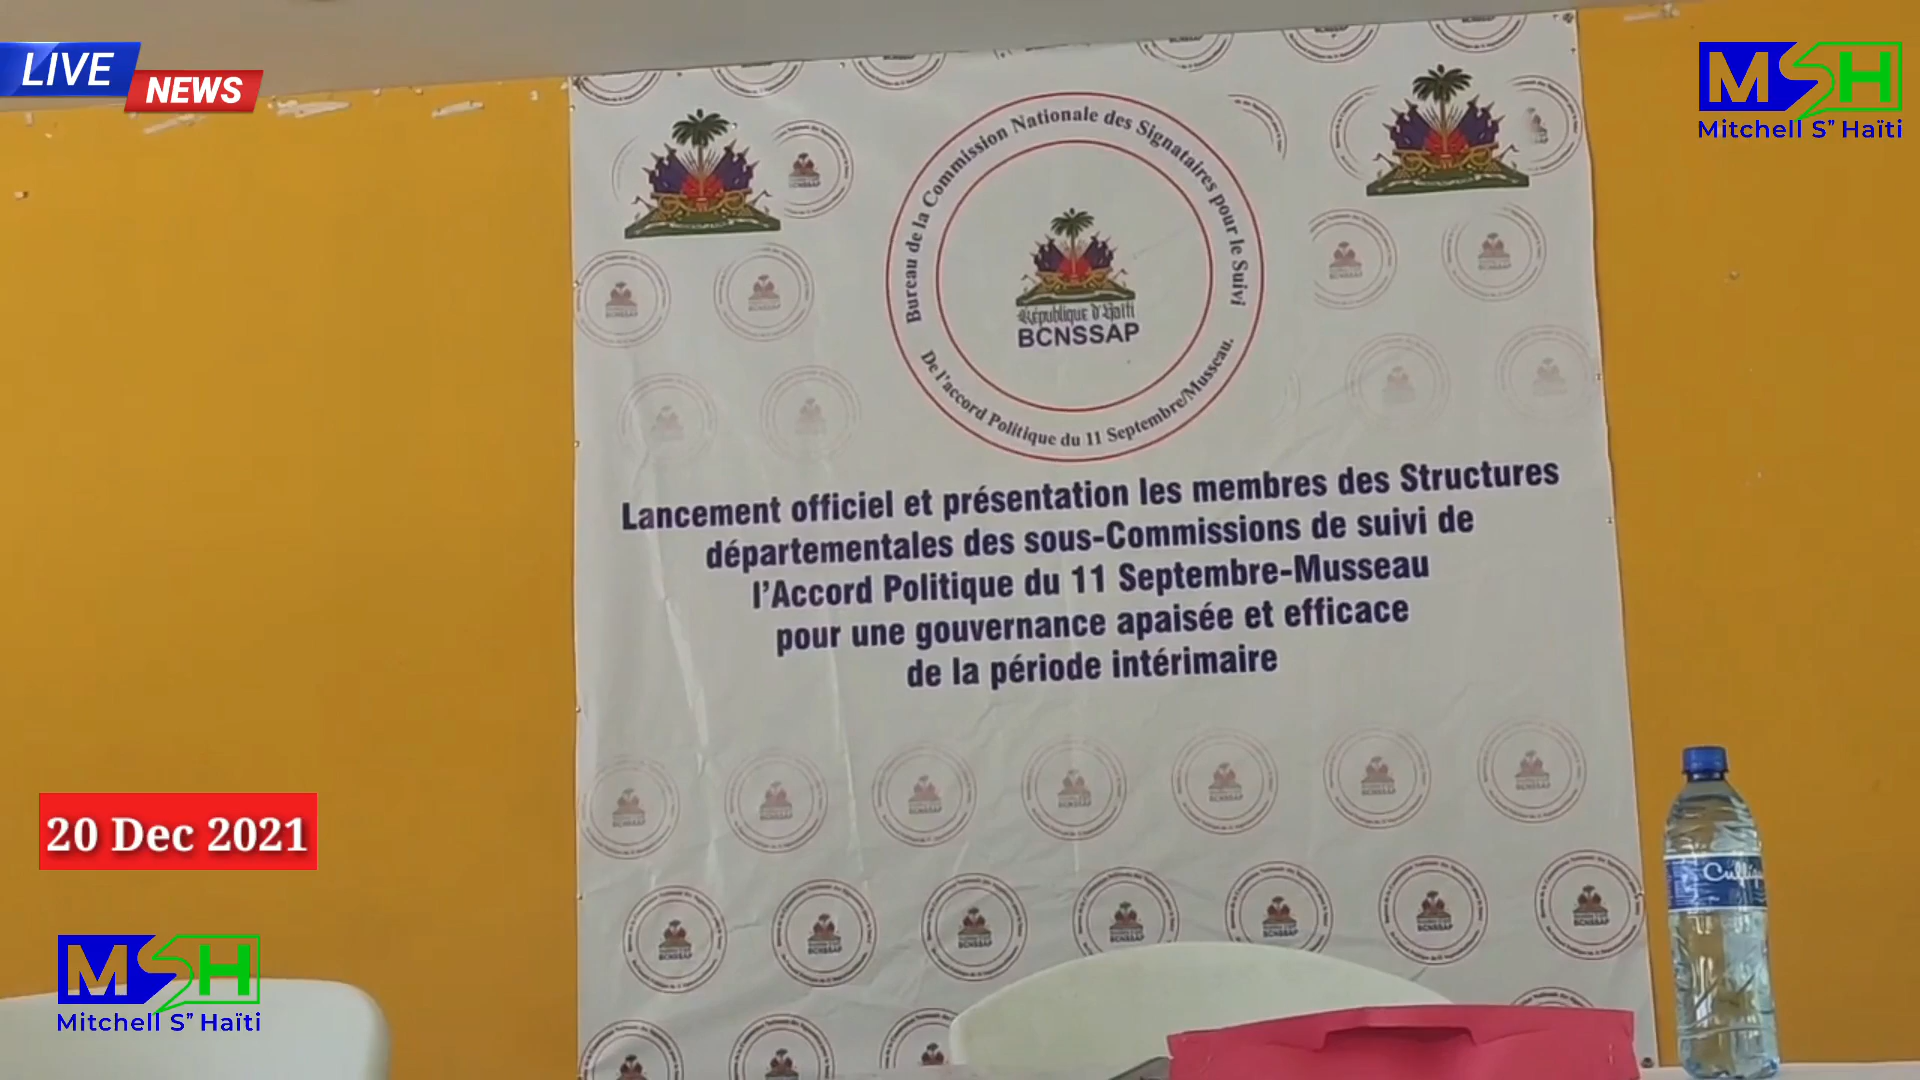 LIVE
NEWS
MSH
Mitchell S" Haïti
Bureau de la Commission Nationale des Signataires pour le Suivi
De l'accord Politique du 11 Septembre/Musseau.
République d'Haïti
BCNSSAP
Lancement officiel et présentation les membres des Structures
départementales des sous-Commissions de suivi de
l'Accord Politique du 11 Septembre-Musseau
pour une gouvernance apaisée et efficace
de la période intérimaire
20 Dec 2021
MSH
Mitchell S" Haïti